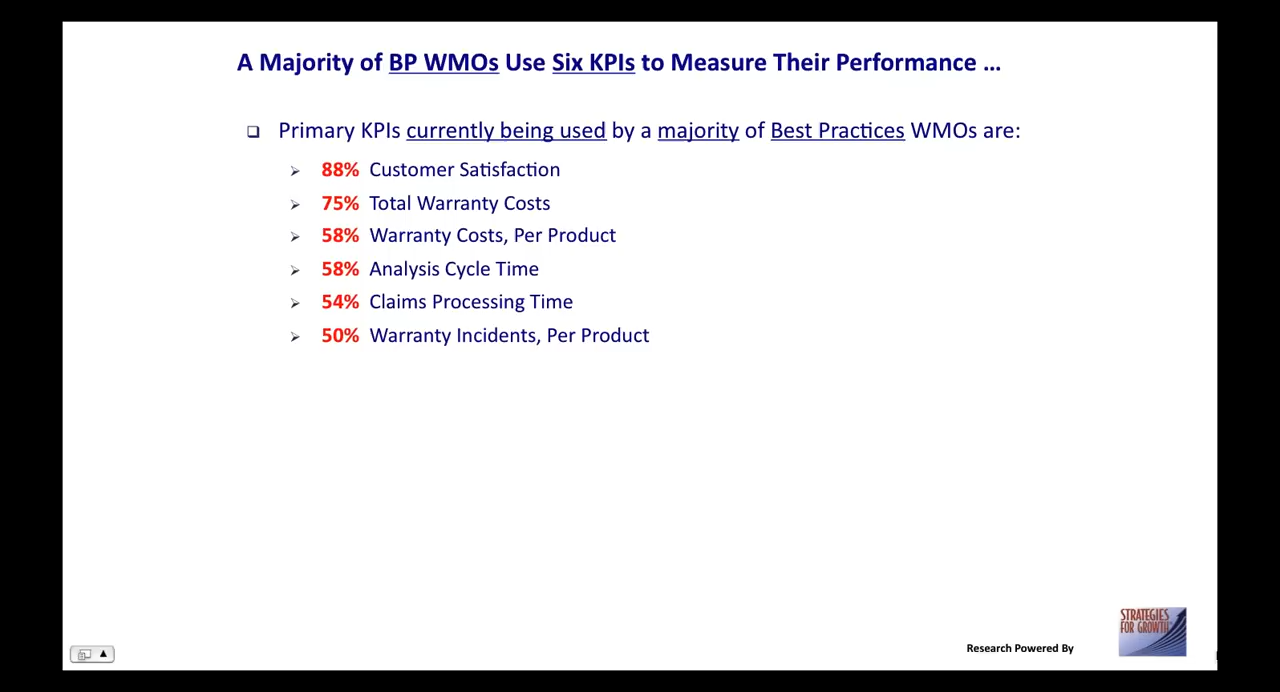 A Majority of BP WMOs Use Six KPIs to Measure Their Performance ...
Primary KPIs currently being used by a majority of Best Practices WMOs are:
88% Customer Satisfaction
75% Total Warranty Costs
58% Warranty Costs, Per Product
58% Analysis Cycle Time
54% Claims Processing Time
50% Warranty Incidents, Per Product
STRATEGIES
FOR GROWTH
Research Powered By